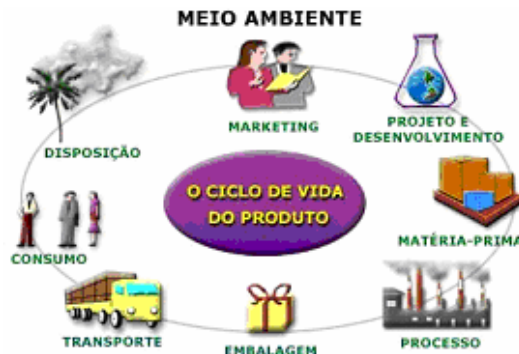 MEIO AMBIENTE
MARKETING
PROJETO E
DESENVOLVIMENTO
DISPOSIÇÃO
O CICLO DE VIDA
DO PRODUTO
MATÉRIA-PRIMA
CONSUMO
TRANSPORTE
EMBALAGEM
PROCESSO